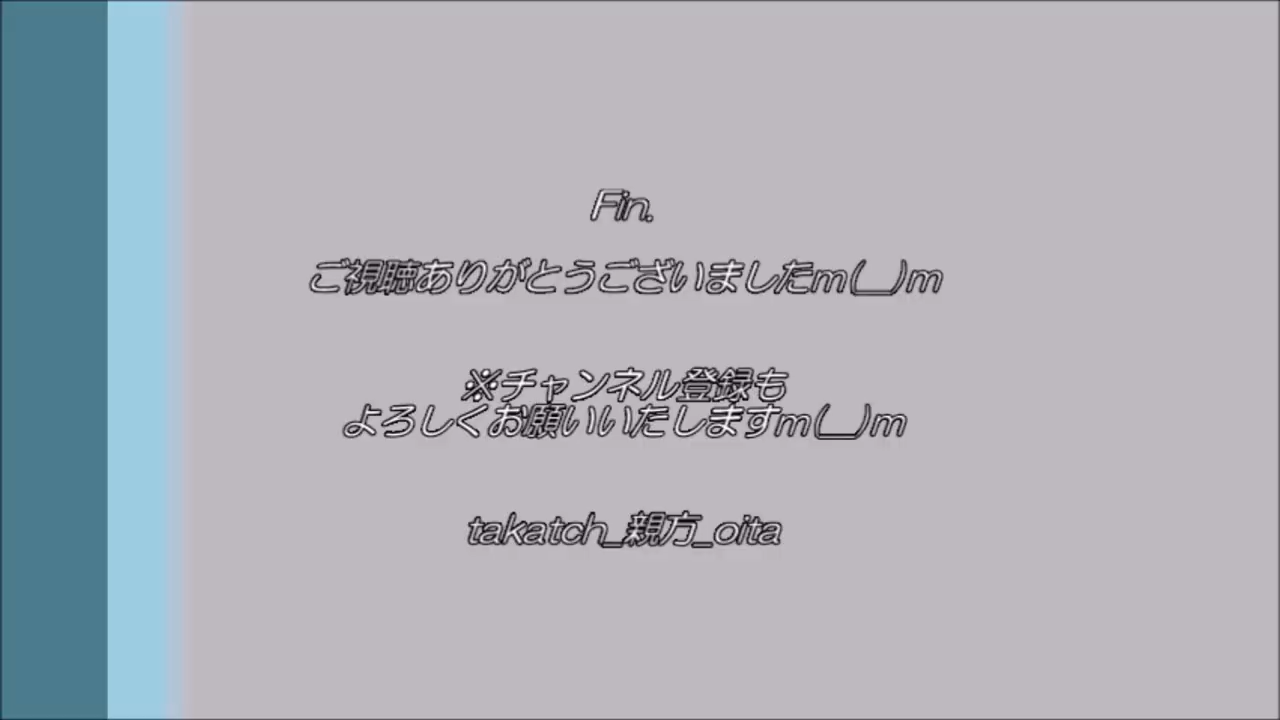 Fin.
ご視聴ありがとうございましたm(__)m
※チャンネル登録も
よろしくお願いいたしますm(__)m
takatch_親方_oita